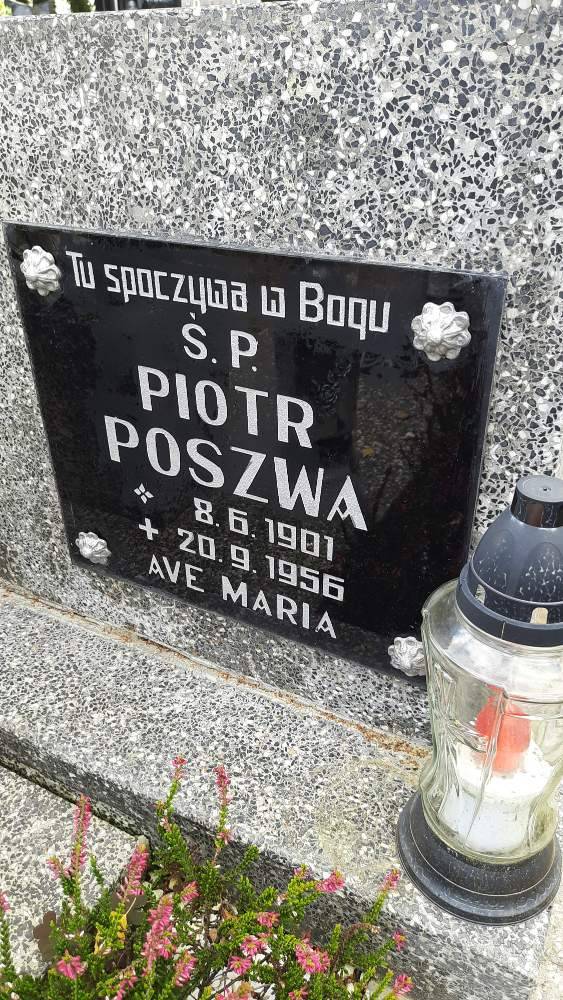 Tu spoczywa w Bogu
Ś. P.
PIOTR
POSZWA
8. 6. 1901
+ 20. 9. 1956
AVE MARIA